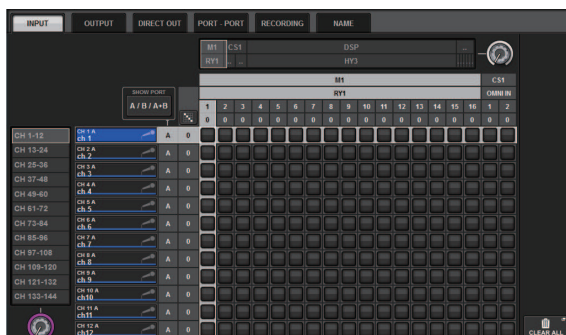 INPUT OUTPUT DIRECT OUT PORT - PORT RECORDING NAME
M1 CS1 DSP ...
RY1 ... ... HY3
M1 CS1
SHOW PORT RY1 OMNI IN
A / B / A+B 1 2 3 4 5 6 7 8 9 10 11 12 13 14 15 16 1 2
0 0 0 0 0 0 0 0 0 0 0 0 0 0 0 0 0 0
CH 1-12 CH 1 A ch 1 A 0
CH 13-24 CH 2 A ch 2 A 0
CH 25-36 CH 3 A ch 3 A 0
CH 37-48 CH 4 A ch 4 A 0
CH 49-60 CH 5 A ch 5 A 0
CH 61-72 CH 6 A ch 6 A 0
CH 73-84 CH 7 A ch 7 A 0
CH 85-96 CH 8 A ch 8 A 0
CH 97-108 CH 9 A ch 9 A 0
CH 109-120 CH 10 A ch10 A 0
CH 121-132 CH 11 A ch11 A 0
CH 133-144 CH 12 A ch12 A 0
CLEAR ALL